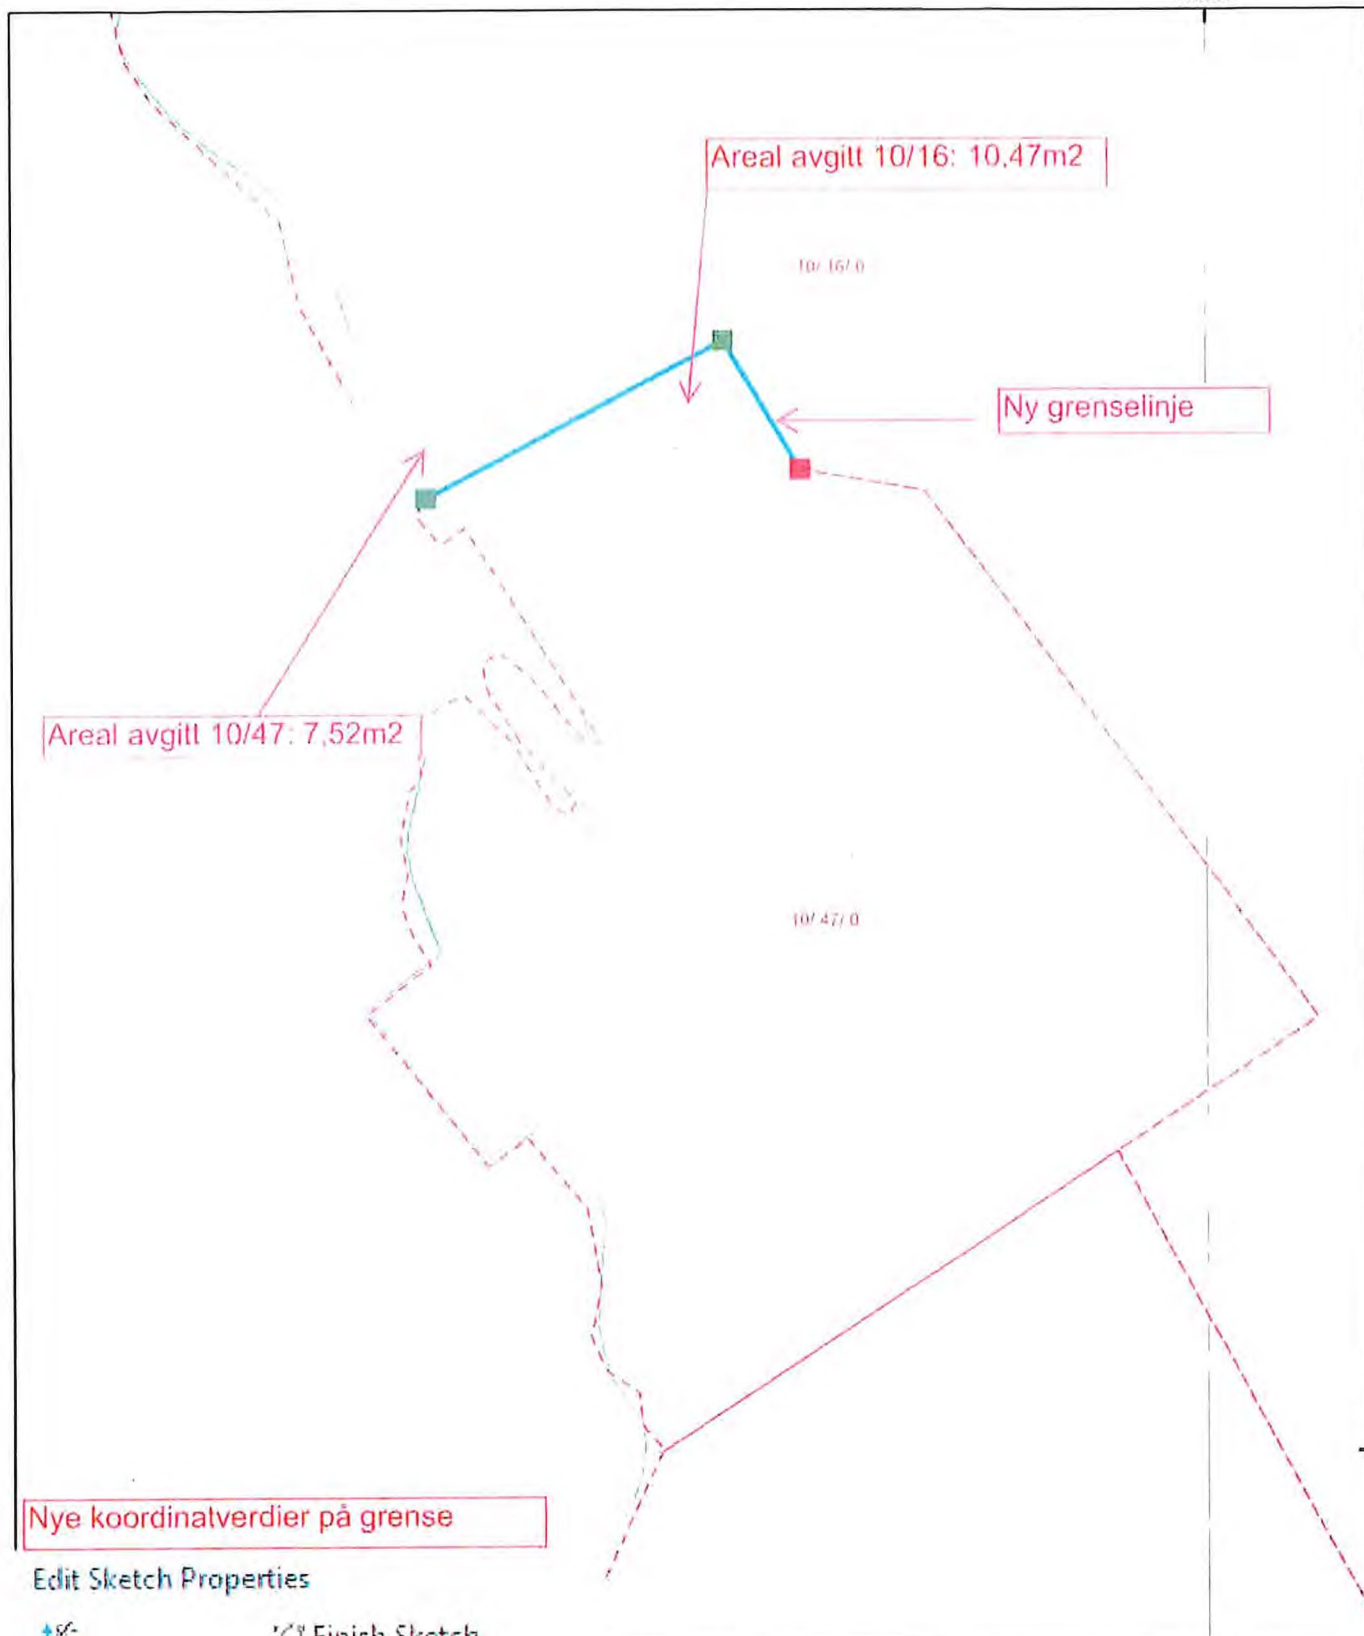 Areal avgitt 10/16: 10,47m2
10/ 16/ 0
Ny grenselinje
Areal avgitt 10/47: 7,52m2
10/ 47/ 0
Nye koordinatverdier på grense
Edit Sketch Properties
Finish Sketch